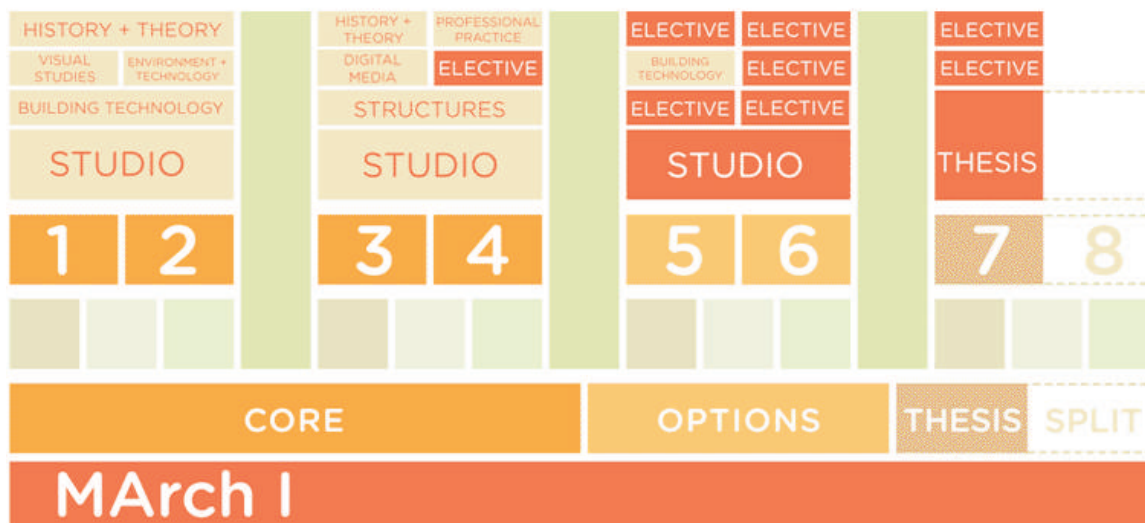 HISTORY + THEORY
VISUAL STUDIES
ENVIRONMENT + TECHNOLOGY
BUILDING TECHNOLOGY
STUDIO
HISTORY + THEORY
PROFESSIONAL PRACTICE
DIGITAL MEDIA
ELECTIVE
STRUCTURES
STUDIO
ELECTIVE
ELECTIVE
BUILDING TECHNOLOGY
ELECTIVE
ELECTIVE
ELECTIVE
STUDIO
ELECTIVE
ELECTIVE
THESIS
1 2 3 4 5 6 7 8
CORE
OPTIONS
THESIS
SPLIT
MArch I